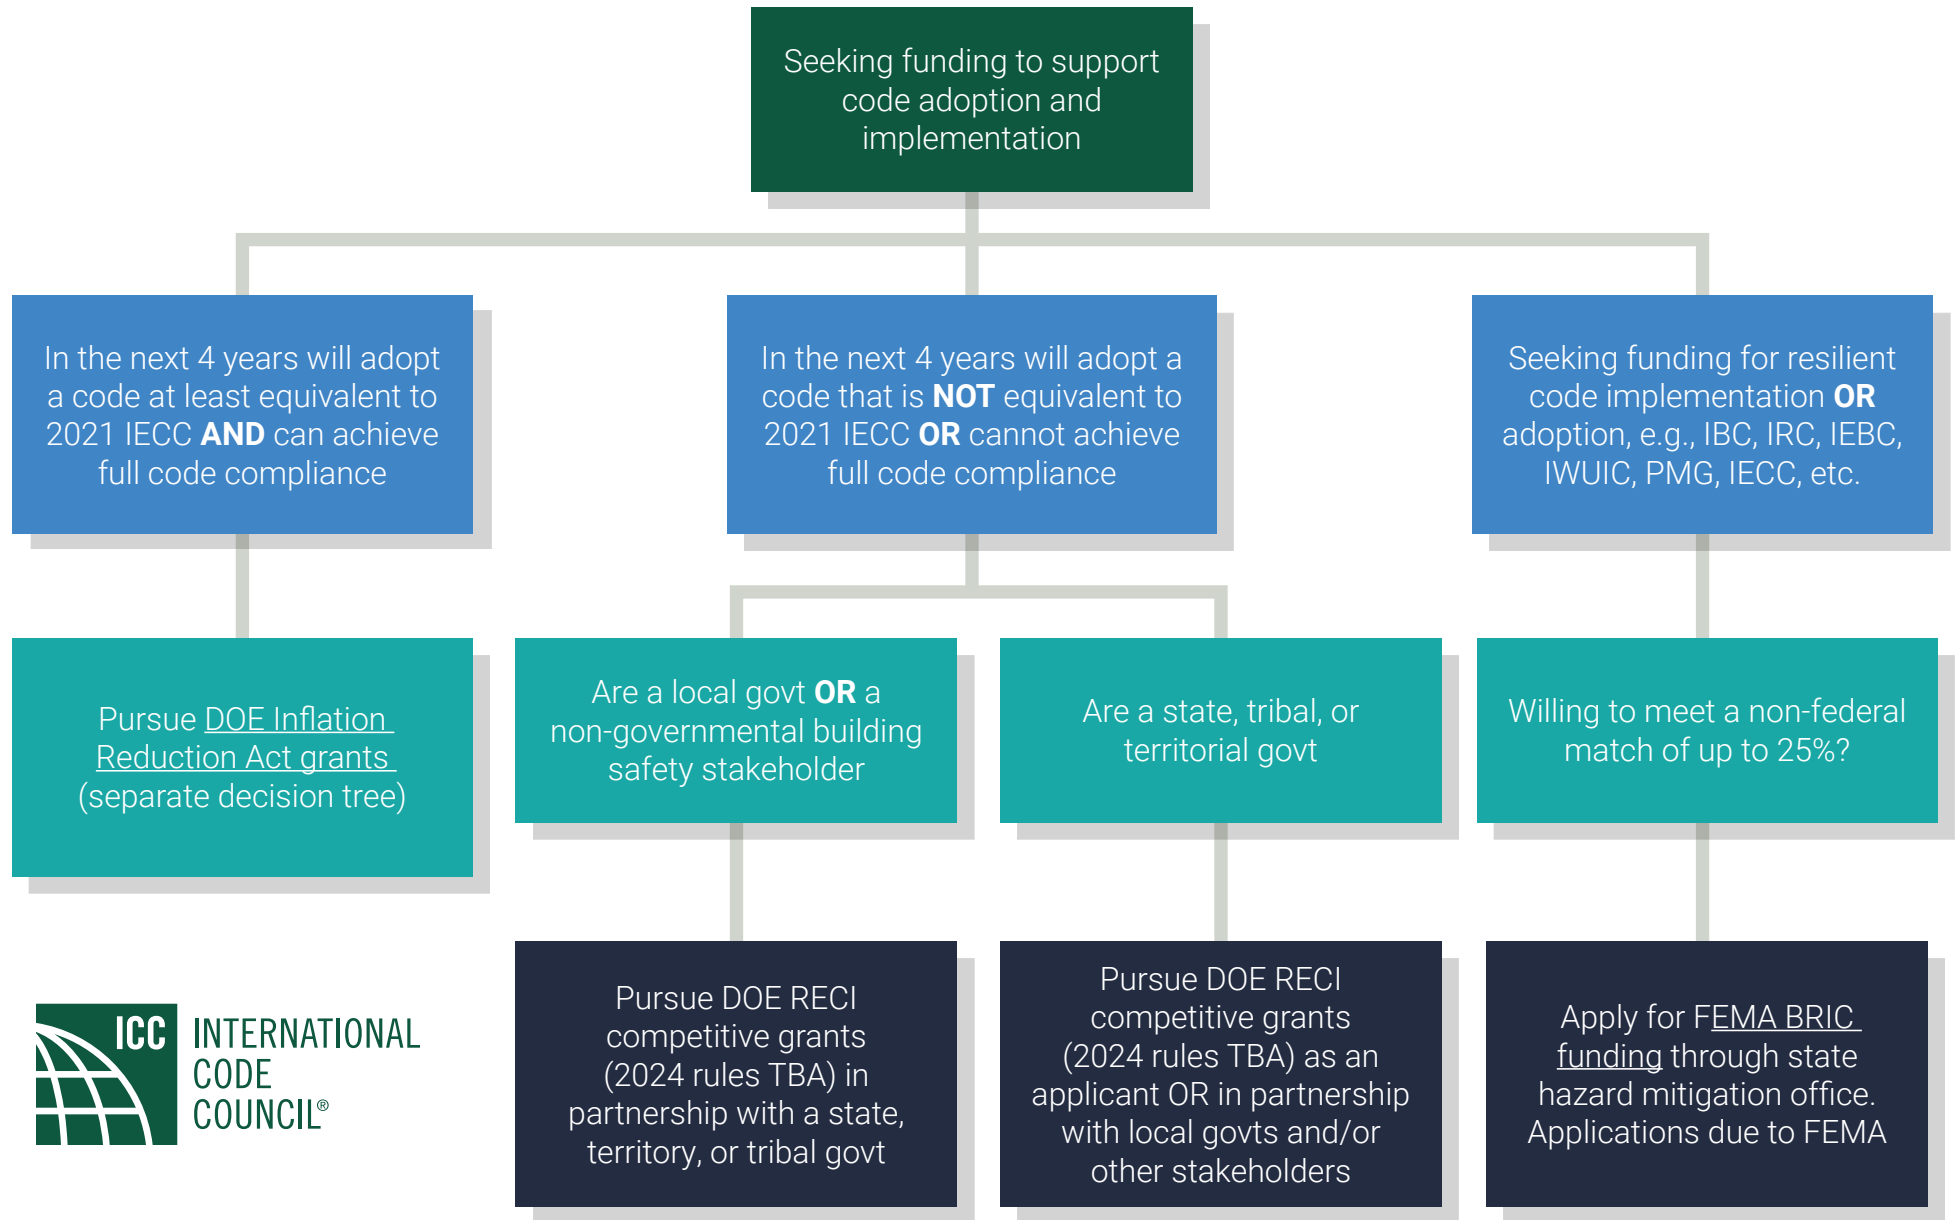 Seeking funding to support
code adoption and
implementation
In the next 4 years will adopt
a code at least equivalent to
2021 IECC AND can achieve
full code compliance
In the next 4 years will adopt a
code that is NOT equivalent to
2021 IECC OR cannot achieve
full code compliance
Seeking funding for resilient
code implementation OR
adoption, e.g., IBC, IRC, IEBC,
IWUIC, PMG, IECC, etc.
Pursue DOE Inflation
Reduction Act grants
(separate decision tree)
Are a local govt OR a
non-governmental building
safety stakeholder
Are a state, tribal, or
territorial govt
Willing to meet a non-federal
match of up to 25%?
Pursue DOE RECI
competitive grants
(2024 rules TBA) in
partnership with a state,
territory, or tribal govt
Pursue DOE RECI
competitive grants
(2024 rules TBA) as an
applicant OR in partnership
with local govts and/or
other stakeholders
Apply for FEMA BRIC
funding through state
hazard mitigation office.
Applications due to FEMA
ICC
INTERNATIONAL
CODE
COUNCIL®